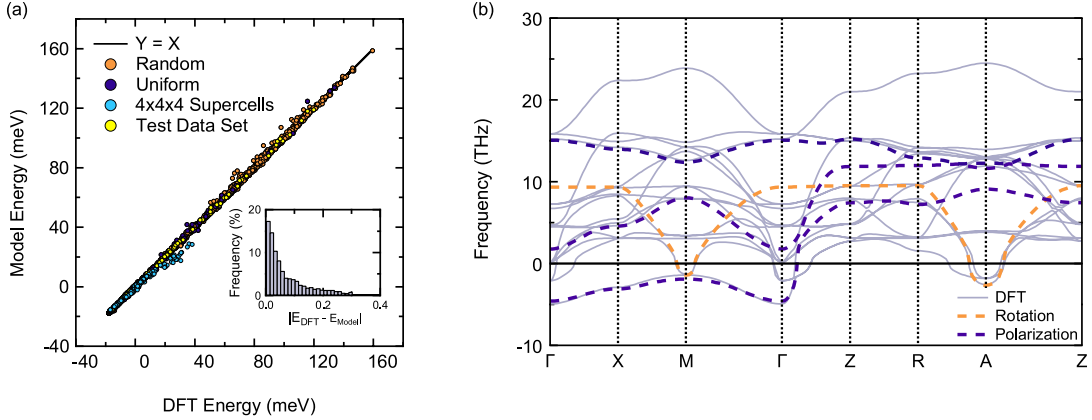 (a)
160
120
80
40
0
-40
Model Energy (meV)
Y = X
Random
Uniform
4x4x4 Supercells
Test Data Set
20
10
0
Frequency (%)
0.0 0.2 0.4
|E_DFT - E_Model|
-40 0 40 80 120 160
DFT Energy (meV)
(b)
30
20
10
0
-10
Frequency (THz)
DFT
Rotation
Polarization
Γ X M Γ Z R A Z